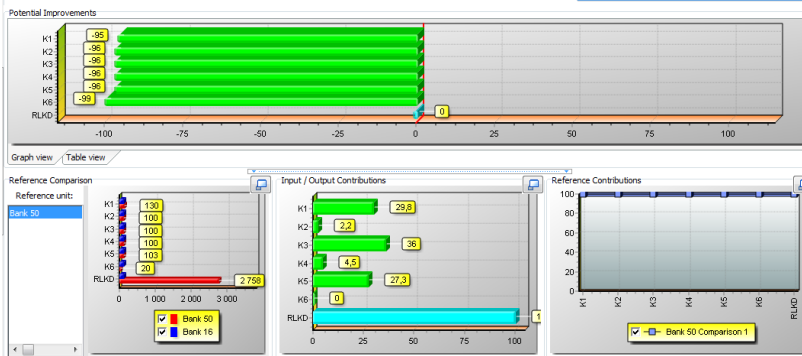 Potential Improvements
K1
-95
K2
-96
K3
-96
K4
-96
K5
-96
K6
-99
RLKD
0
-100 -75 -50 -25 0 25 50 75 100
Graph view Table view
Reference Comparison
Reference unit:
Bank 50
K1 130
K2 100
K3 100
K4 100
K5 103
K6 20
RLKD 2 758
0 1 000 2 000 3 000
Bank 50
Bank 16
Input / Output Contributions
K1 29,8
K2 2,2
K3 36
K4 4,5
K5 27,3
K6 0
RLKD
0 25 50 75 100
Reference Contributions
100
80
60
40
20
0
K1 K2 K3 K4 K5 K6 RLKD
Bank 50 Comparison 1